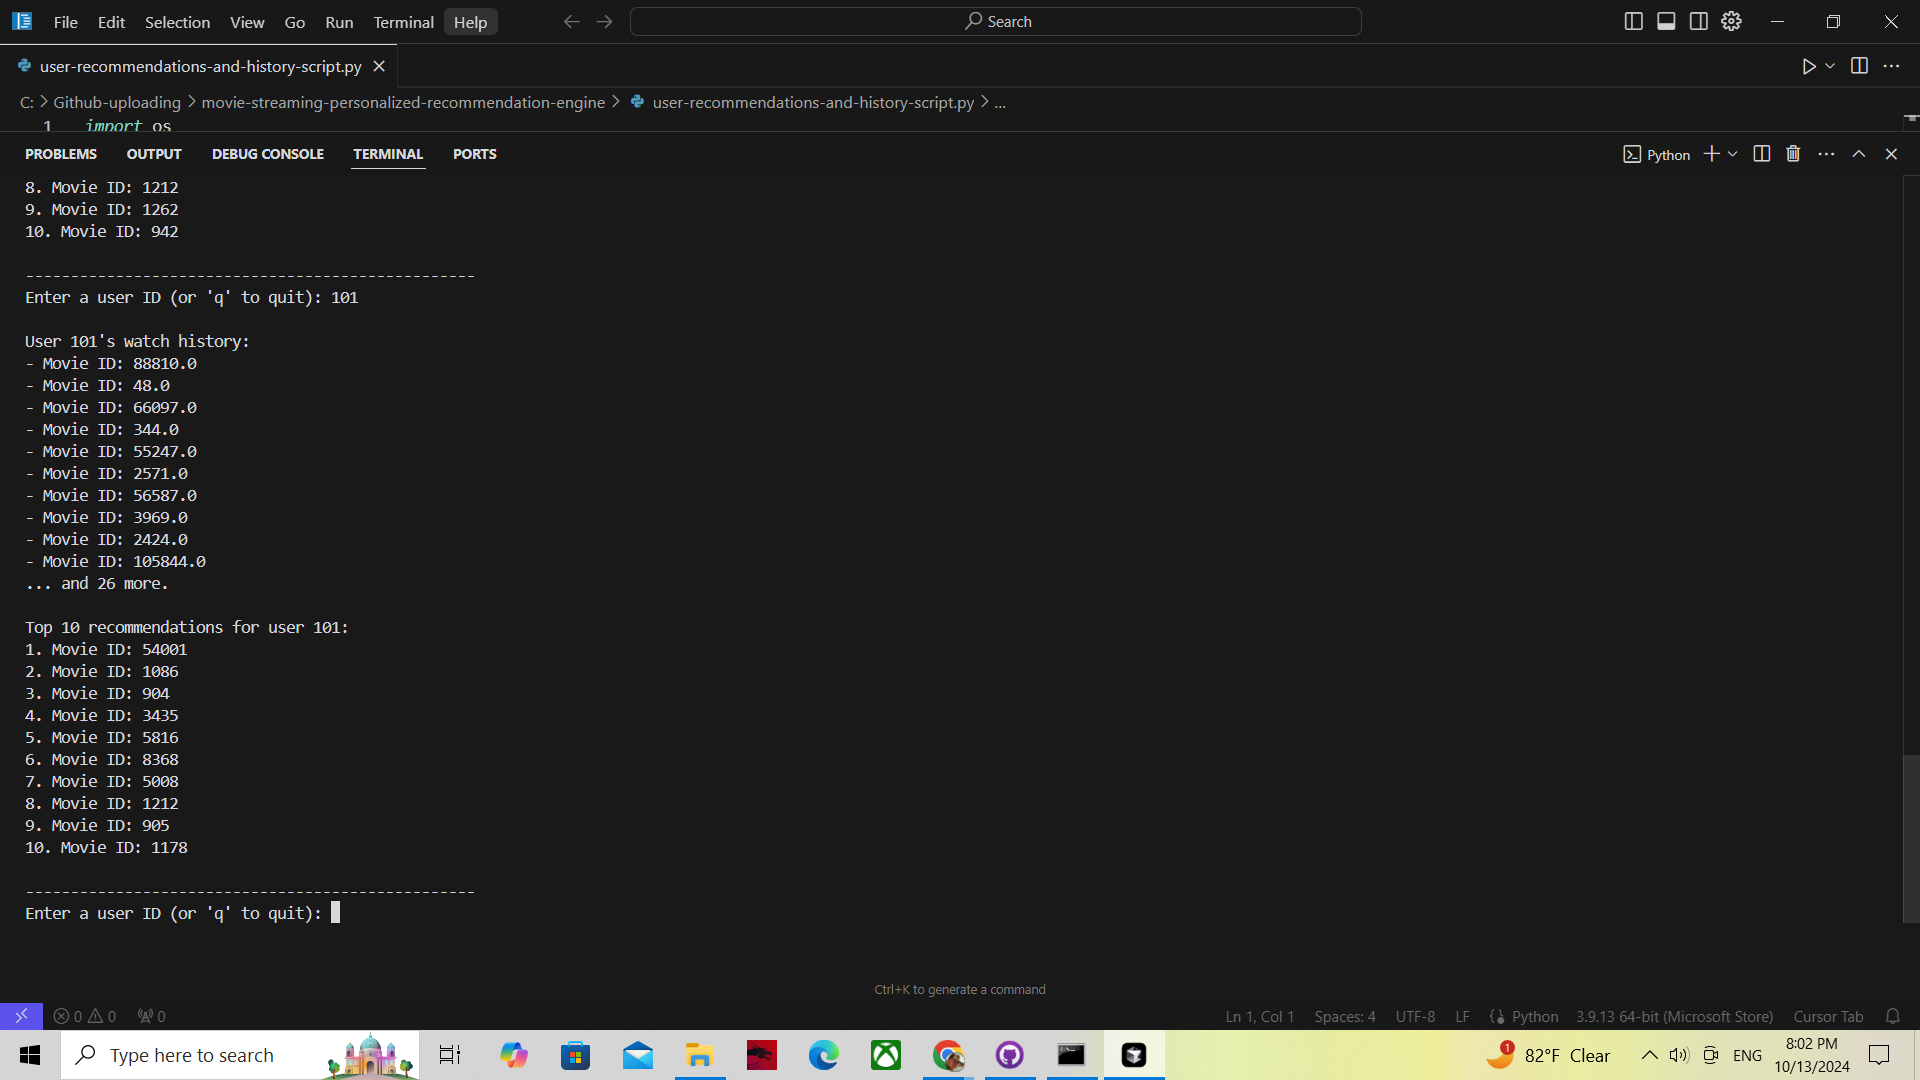 File Edit Selection View Go Run Terminal Help
Search
user-recommendations-and-history-script.py
C: > Github-uploading > movie-streaming-personalized-recommendation-engine > user-recommendations-and-history-script.py > ...
1 import os
PROBLEMS OUTPUT DEBUG CONSOLE TERMINAL PORTS
Python
8. Movie ID: 1212
9. Movie ID: 1262
10. Movie ID: 942
--------------------------------------------------
Enter a user ID (or 'q' to quit): 101
User 101's watch history:
- Movie ID: 88810.0
- Movie ID: 48.0
- Movie ID: 66097.0
- Movie ID: 344.0
- Movie ID: 55247.0
- Movie ID: 2571.0
- Movie ID: 56587.0
- Movie ID: 3969.0
- Movie ID: 2424.0
- Movie ID: 105844.0
... and 26 more.
Top 10 recommendations for user 101:
1. Movie ID: 54001
2. Movie ID: 1086
3. Movie ID: 904
4. Movie ID: 3435
5. Movie ID: 5816
6. Movie ID: 8368
7. Movie ID: 5008
8. Movie ID: 1212
9. Movie ID: 905
10. Movie ID: 1178
--------------------------------------------------
Enter a user ID (or 'q' to quit):
Ctrl+K to generate a command
0 0 0
Ln 1, Col 1 Spaces: 4 UTF-8 LF Python 3.9.13 64-bit (Microsoft Store) Cursor Tab
Type here to search
1
82°F Clear
ENG
8:02 PM
10/13/2024